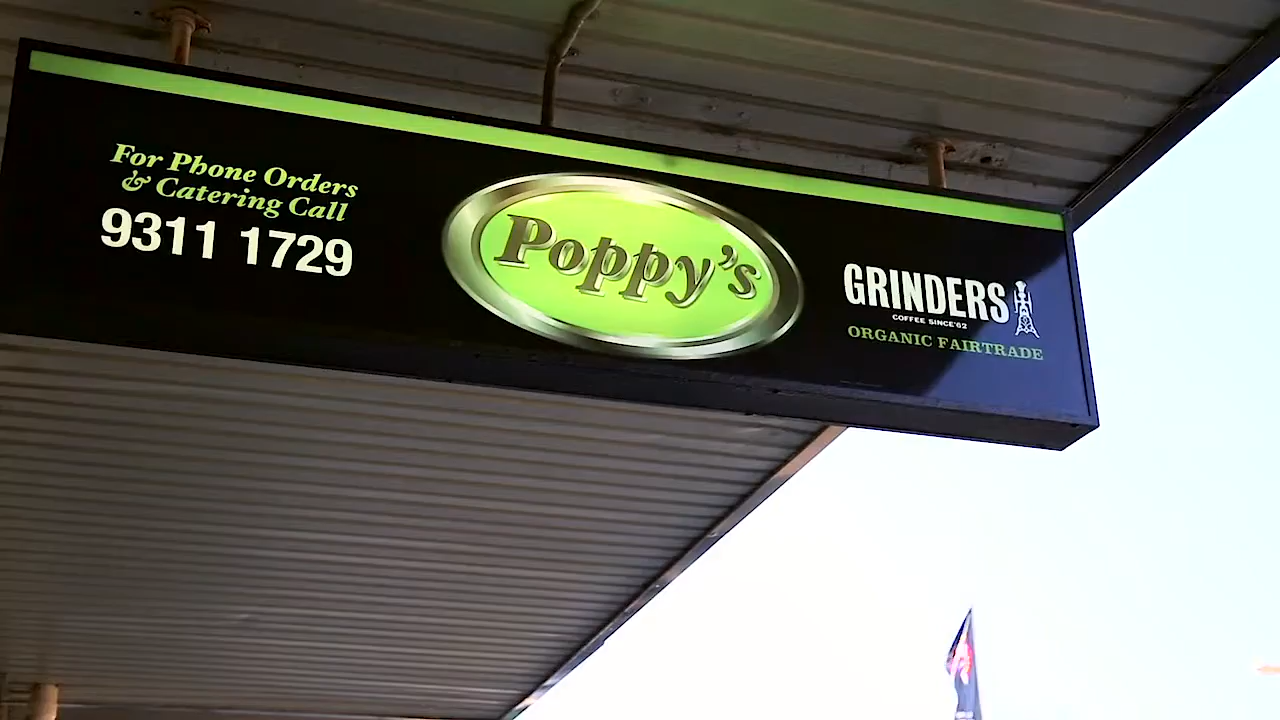 For Phone Orders
& Catering Call
9311 1729
Poppy's
GRINDERS
COFFEE SINCE '62
ORGANIC FAIRTRADE